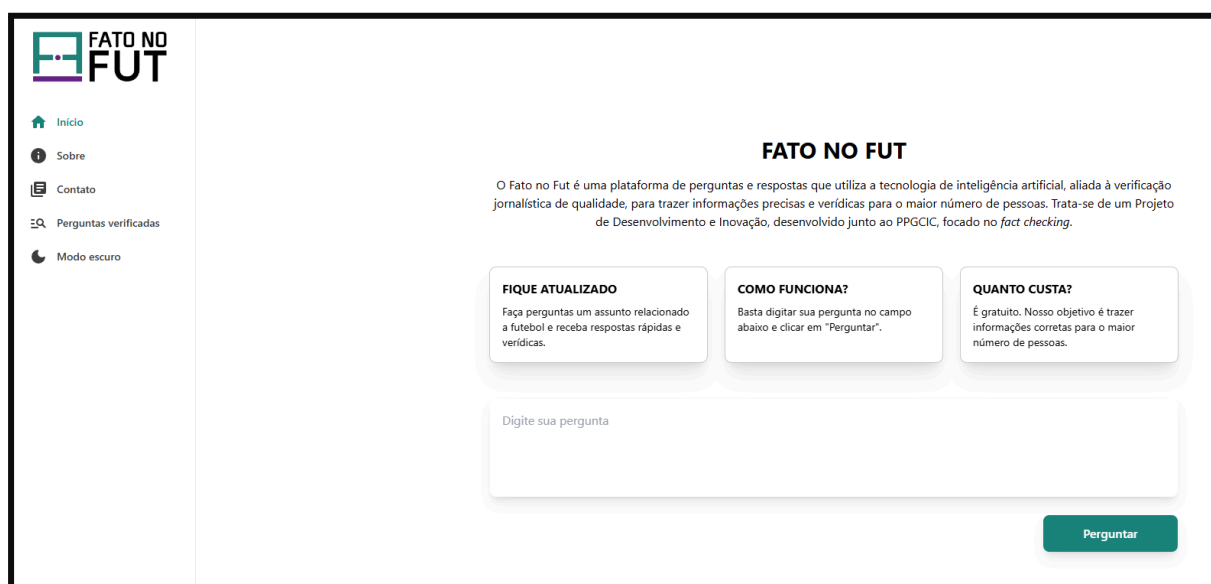 FATO NO
FUT
Início
Sobre
Contato
Perguntas verificadas
Modo escuro
FATO NO FUT
O Fato no Fut é uma plataforma de perguntas e respostas que utiliza a tecnologia de inteligência artificial, aliada à verificação
jornalística de qualidade, para trazer informações precisas e verídicas para o maior número de pessoas. Trata-se de um Projeto
de Desenvolvimento e Inovação, desenvolvido junto ao PPGCIC, focado no fact checking.
FIQUE ATUALIZADO
Faça perguntas um assunto relacionado
a futebol e receba respostas rápidas e
verídicas.
COMO FUNCIONA?
Basta digitar sua pergunta no campo
abaixo e clicar em "Perguntar".
QUANTO CUSTA?
É gratuito. Nosso objetivo é trazer
informações corretas para o maior
número de pessoas.
Digite sua pergunta
Perguntar